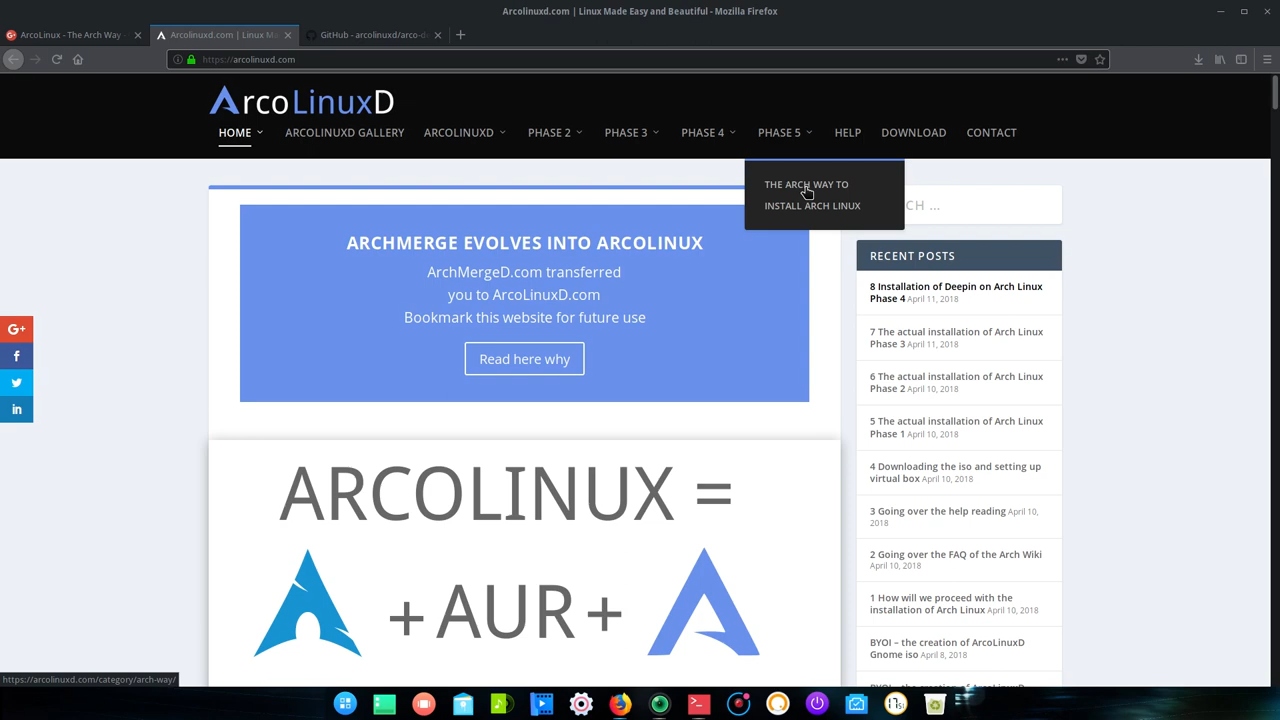 Arcolinuxd.com | Linux Made Easy and Beautiful - Mozilla Firefox
ArcoLinux - The Arch Way -
Arcolinuxd.com | Linux Ma
GitHub - arcolinuxd/arco-de
https://arcolinuxd.com
ArcoLinuxD
HOME
ARCOLINUXD GALLERY
ARCOLINUXD
PHASE 2
PHASE 3
PHASE 4
PHASE 5
HELP
DOWNLOAD
CONTACT
THE ARCH WAY TO
INSTALL ARCH LINUX
CH ...
ARCHMERGE EVOLVES INTO ARCOLINUX
ArchMergeD.com transferred
you to ArcoLinuxD.com
Bookmark this website for future use
Read here why
ARCOLINUX =
+ AUR +
RECENT POSTS
8 Installation of Deepin on Arch Linux
Phase 4 April 11, 2018
7 The actual installation of Arch Linux
Phase 3 April 11, 2018
6 The actual installation of Arch Linux
Phase 2 April 10, 2018
5 The actual installation of Arch Linux
Phase 1 April 10, 2018
4 Downloading the iso and setting up
virtual box April 10, 2018
3 Going over the help reading April 10,
2018
2 Going over the FAQ of the Arch Wiki
April 10, 2018
1 How will we proceed with the
installation of Arch Linux April 10, 2018
BYOI – the creation of ArcoLinuxD
Gnome iso April 8, 2018
G+
f
in
https://arcolinuxd.com/category/arch-way/